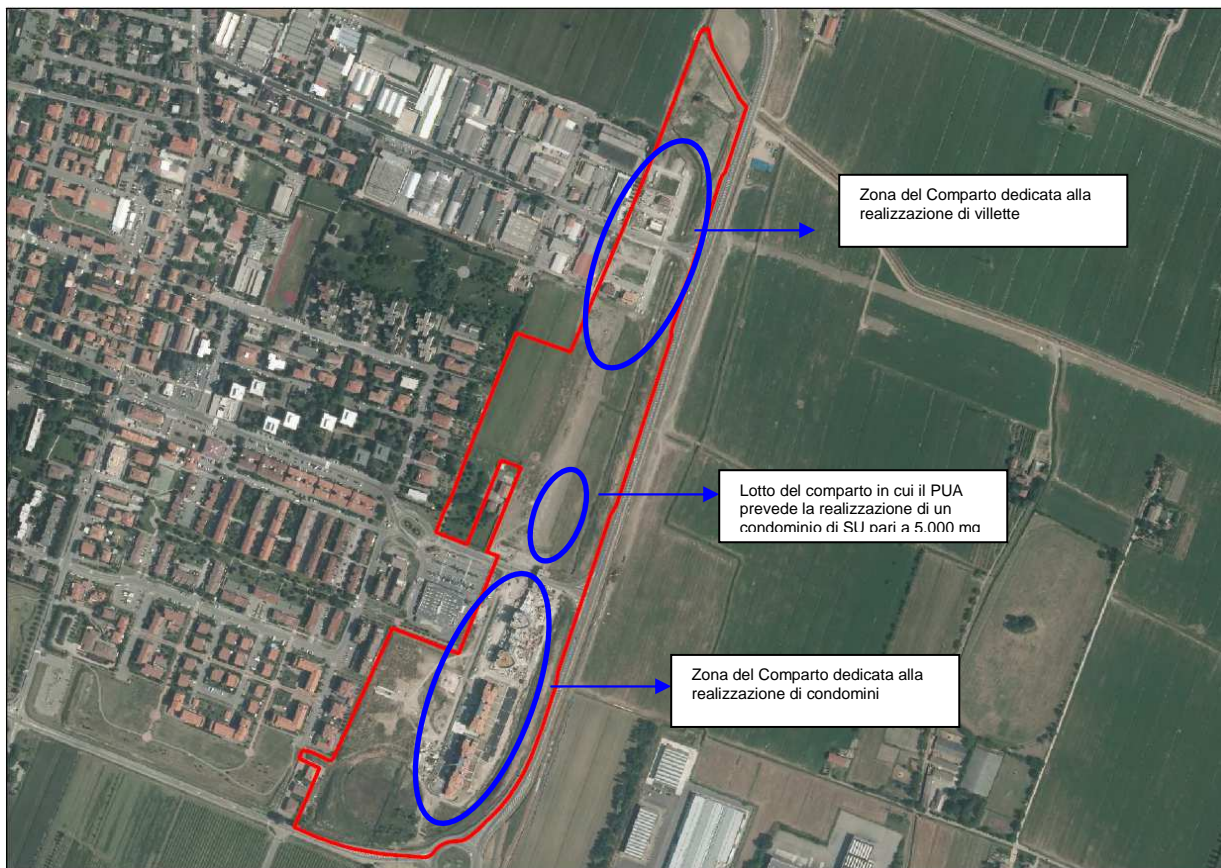 Zona del Comparto dedicata alla
realizzazione di villette
Lotto del comparto in cui il PUA
prevede la realizzazione di un
condominio di SU pari a 5.000 mq
Zona del Comparto dedicata alla
realizzazione di condomini